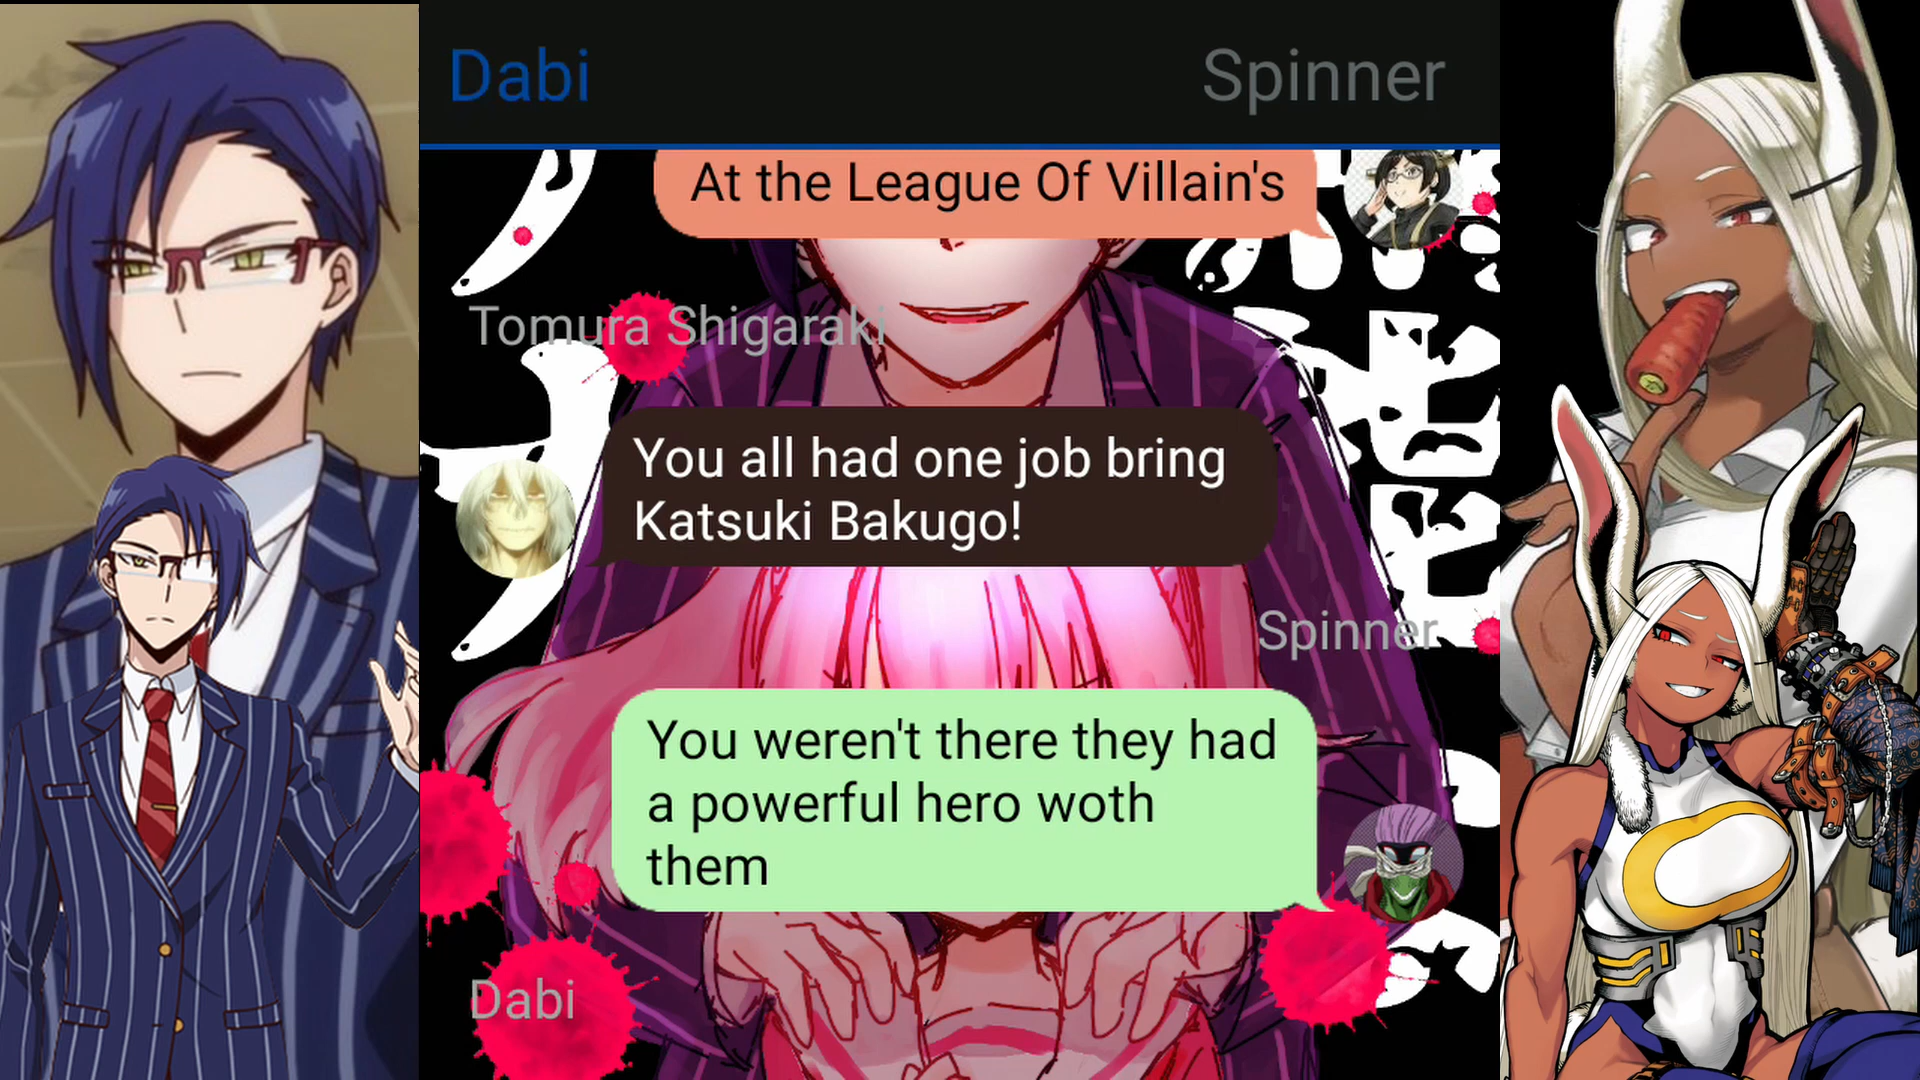 Dabi
Spinner
At the League Of Villain's
Tomura Shigaraki
You all had one job bring
Katsuki Bakugo!
Spinner
You weren't there they had
a powerful hero woth
them
Dabi